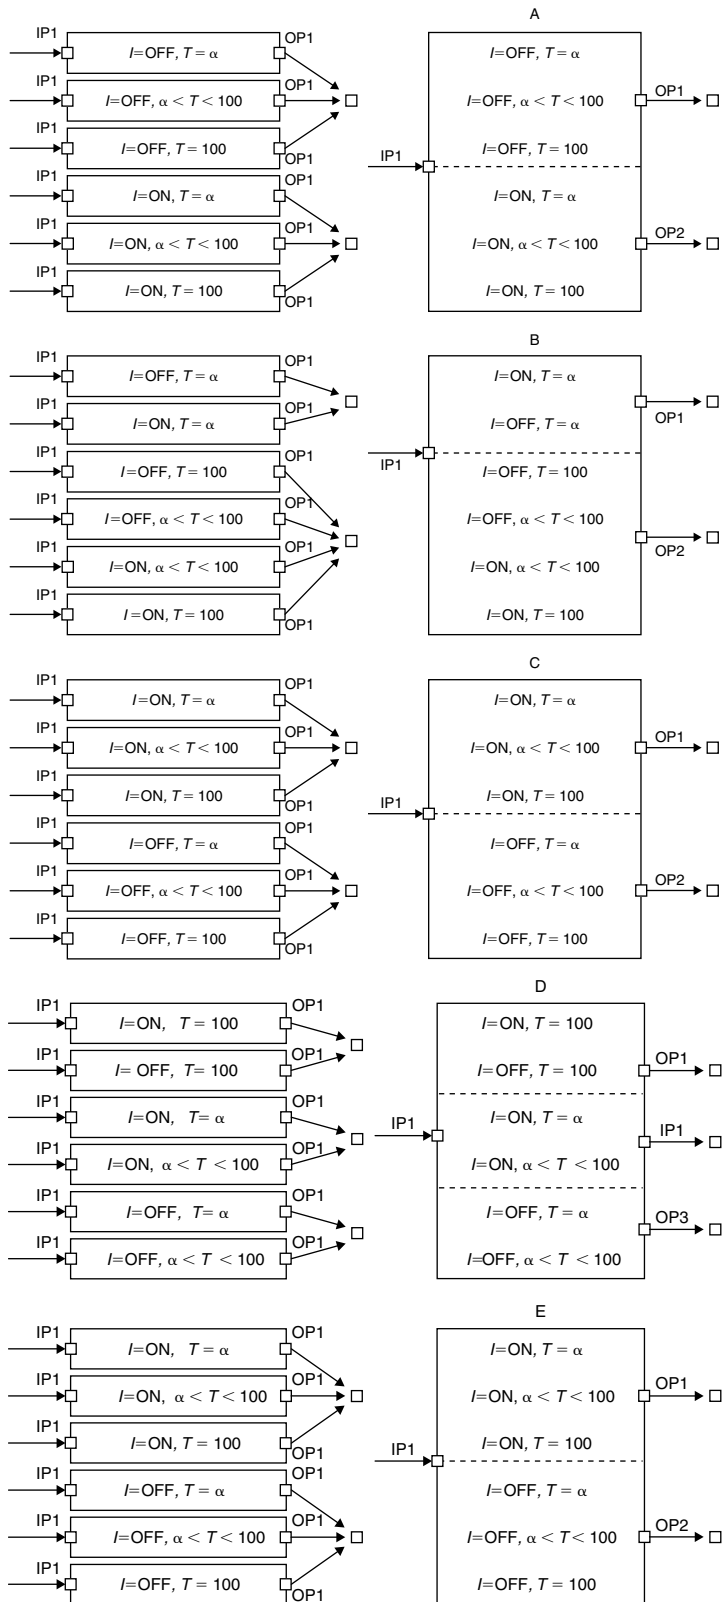 A
IP1
I=OFF, T = α
OP1
IP1
I=OFF, α < T < 100
OP1
IP1
I=OFF, T = 100
OP1
IP1
I=ON, T = α
OP1
IP1
I=ON, α < T < 100
OP1
IP1
I=ON, T = 100
OP1
I=OFF, T = α
I=OFF, α < T < 100
OP1
I=OFF, T = 100
IP1
I=ON, T = α
I=ON, α < T < 100
OP2
I=ON, T = 100
B
IP1
I=OFF, T = α
OP1
IP1
I=ON, T = α
OP1
IP1
I=OFF, T = 100
OP1
IP1
I=OFF, α < T < 100
OP1
IP1
I=ON, α < T < 100
OP1
IP1
I=ON, T = 100
OP1
I=ON, T = α
OP1
I=OFF, T = α
IP1
I=OFF, T = 100
I=OFF, α < T < 100
OP2
I=ON, α < T < 100
I=ON, T = 100
C
IP1
I=ON, T = α
OP1
IP1
I=ON, α < T < 100
OP1
IP1
I=ON, T = 100
OP1
IP1
I=OFF, T = α
OP1
IP1
I=OFF, α < T < 100
OP1
IP1
I=OFF, T = 100
OP1
I=ON, T = α
I=ON, α < T < 100
OP1
I=ON, T = 100
IP1
I=OFF, T = α
I=OFF, α < T < 100
OP2
I=OFF, T = 100
D
IP1
I=ON, T = 100
OP1
IP1
I= OFF, T= 100
OP1
IP1
I=ON, T= α
OP1
IP1
I=ON, α < T < 100
OP1
IP1
I=OFF, T= α
OP1
IP1
I=OFF, α < T < 100
OP1
I=ON, T = 100
I=OFF, T = 100
OP1
IP1
I=ON, T = α
IP1
I=ON, α < T < 100
I=OFF, T = α
OP3
I=OFF, α < T < 100
E
IP1
I=ON, T = α
OP1
IP1
I=ON, α < T < 100
OP1
IP1
I=ON, T = 100
OP1
IP1
I=OFF, T = α
OP1
IP1
I=OFF, α < T < 100
OP1
IP1
I=OFF, T = 100
OP1
I=ON, T = α
I=ON, α < T < 100
OP1
I=ON, T = 100
IP1
I=OFF, T = α
I=OFF, α < T < 100
OP2
I=OFF, T = 100